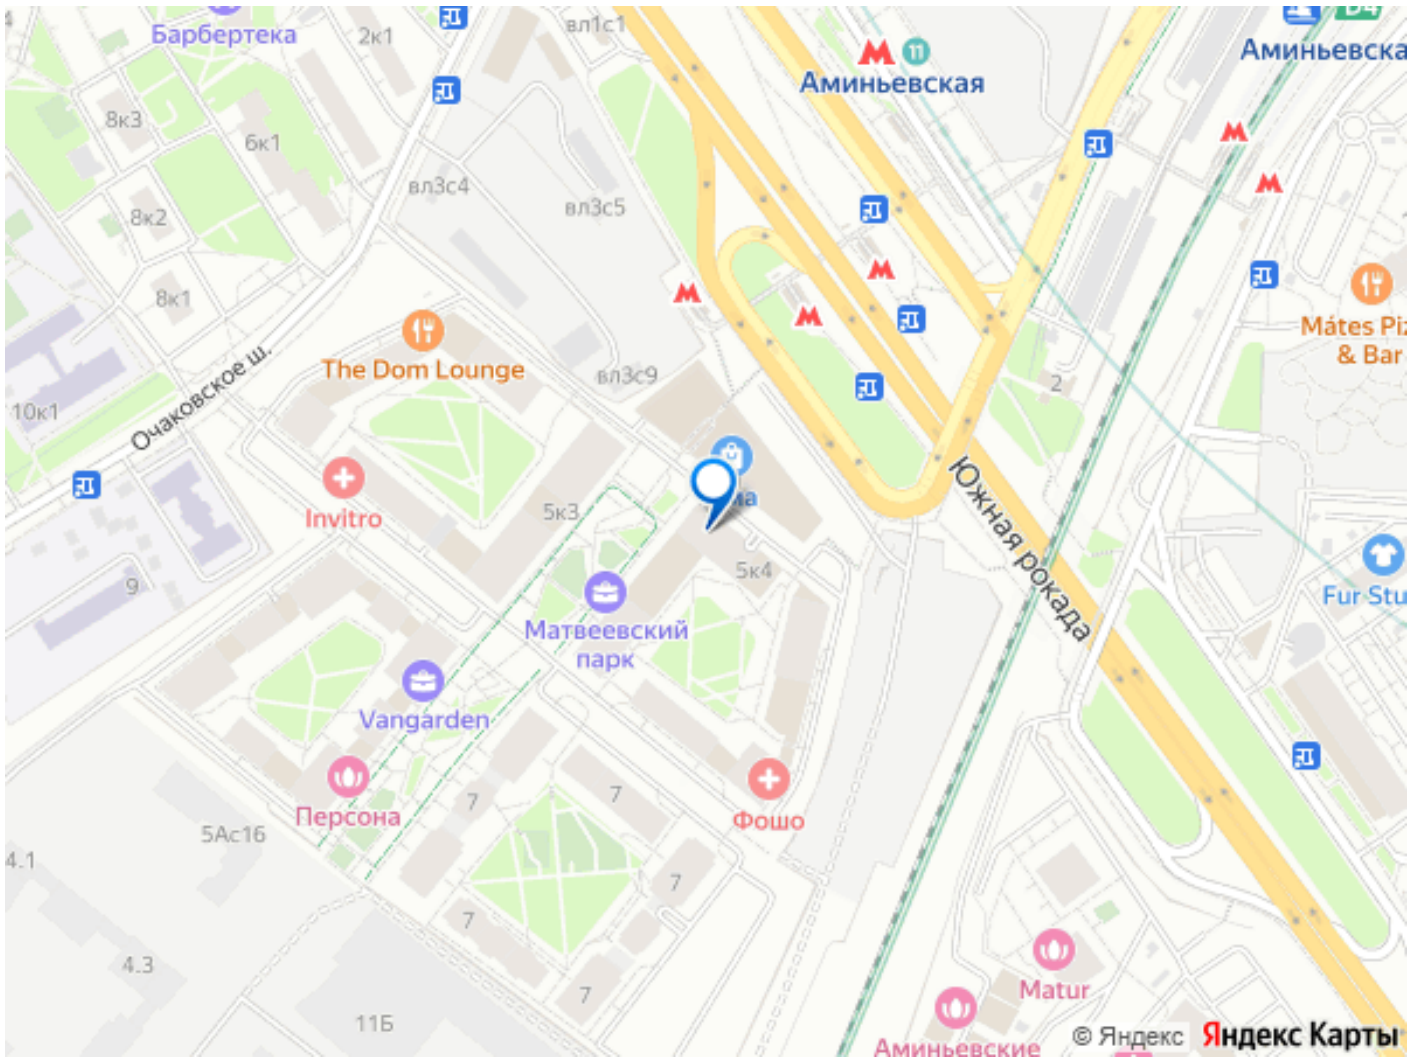 Барбертека
2к1
вл1с1
11
Аминьевская
Аминьевска
8к3
6к1
вл3с4
8к2
вл3с5
8к1
The Dom Lounge
вл3с9
Mátes Piz
& Bar
2
10к1
Очаковское ш.
Invitro
5к3
5к4
Южная рокада
9
Матвеевский
парк
Fur Stu
Vangarden
Персона
7
7
Фошо
5Ас16
4.1
7
7
4.3
7
11Б
Matur
Аминьевские
© Яндекс Яндекс Карты